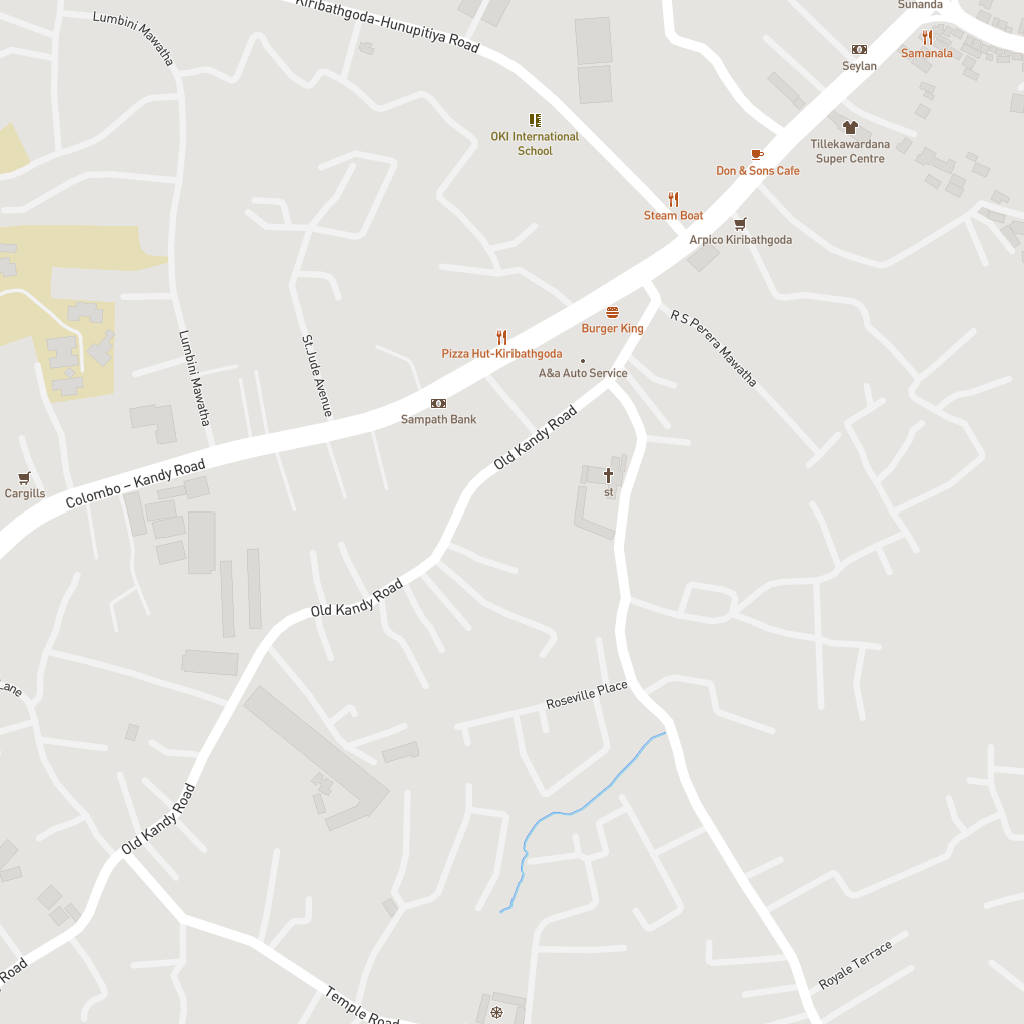 Kiribathgoda-Hunupitiya Road
Sunanda
Lumbini Mawatha
Samanala
Seylan
OKI International
School
Tillekawardana
Super Centre
Don & Sons Cafe
Steam Boat
Arpico Kiribathgoda
R S Perera Mawatha
Burger King
St.Jude Avenue
Lumbini Mawatha
Pizza Hut-Kiribathgoda
A&a Auto Service
Sampath Bank
Old Kandy Road
Colombo – Kandy Road
Cargills
st
Old Kandy Road
Lane
Roseville Place
Old Kandy Road
Royale Terrace
Road
Temple Road